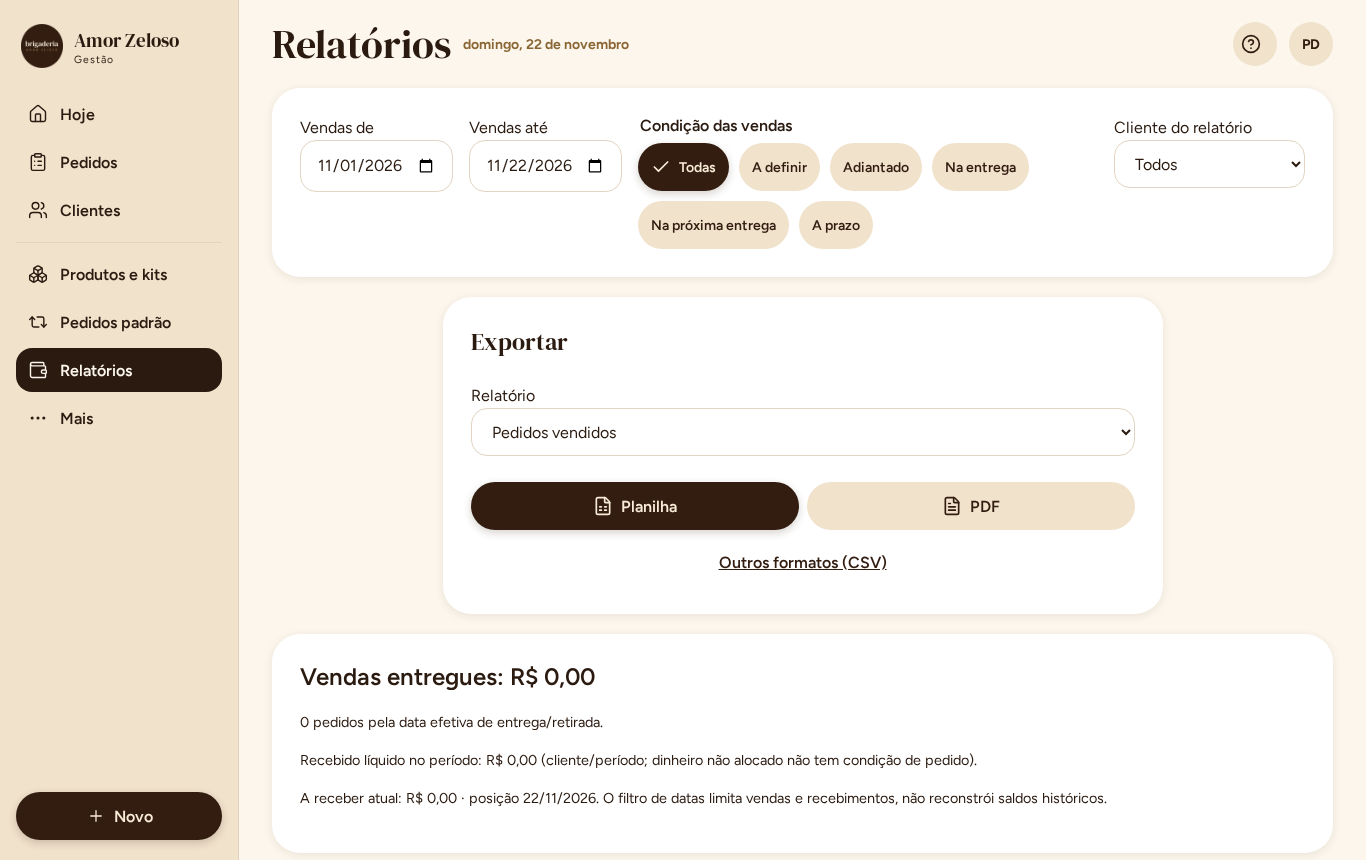 brigaderia
Amor Zeloso
Gestão
Hoje
Pedidos
Clientes
Produtos e kits
Pedidos padrão
Relatórios
Mais
Novo
Relatórios domingo, 22 de novembro
PD
Vendas de
11/01/2026
Vendas até
11/22/2026
Condição das vendas
Todas A definir Adiantado Na entrega
Na próxima entrega A prazo
Cliente do relatório
Todos
Exportar
Relatório
Pedidos vendidos
Planilha PDF
Outros formatos (CSV)
Vendas entregues: R$ 0,00
0 pedidos pela data efetiva de entrega/retirada.
Recebido líquido no período: R$ 0,00 (cliente/período; dinheiro não alocado não tem condição de pedido).
A receber atual: R$ 0,00 · posição 22/11/2026. O filtro de datas limita vendas e recebimentos, não reconstrói saldos históricos.